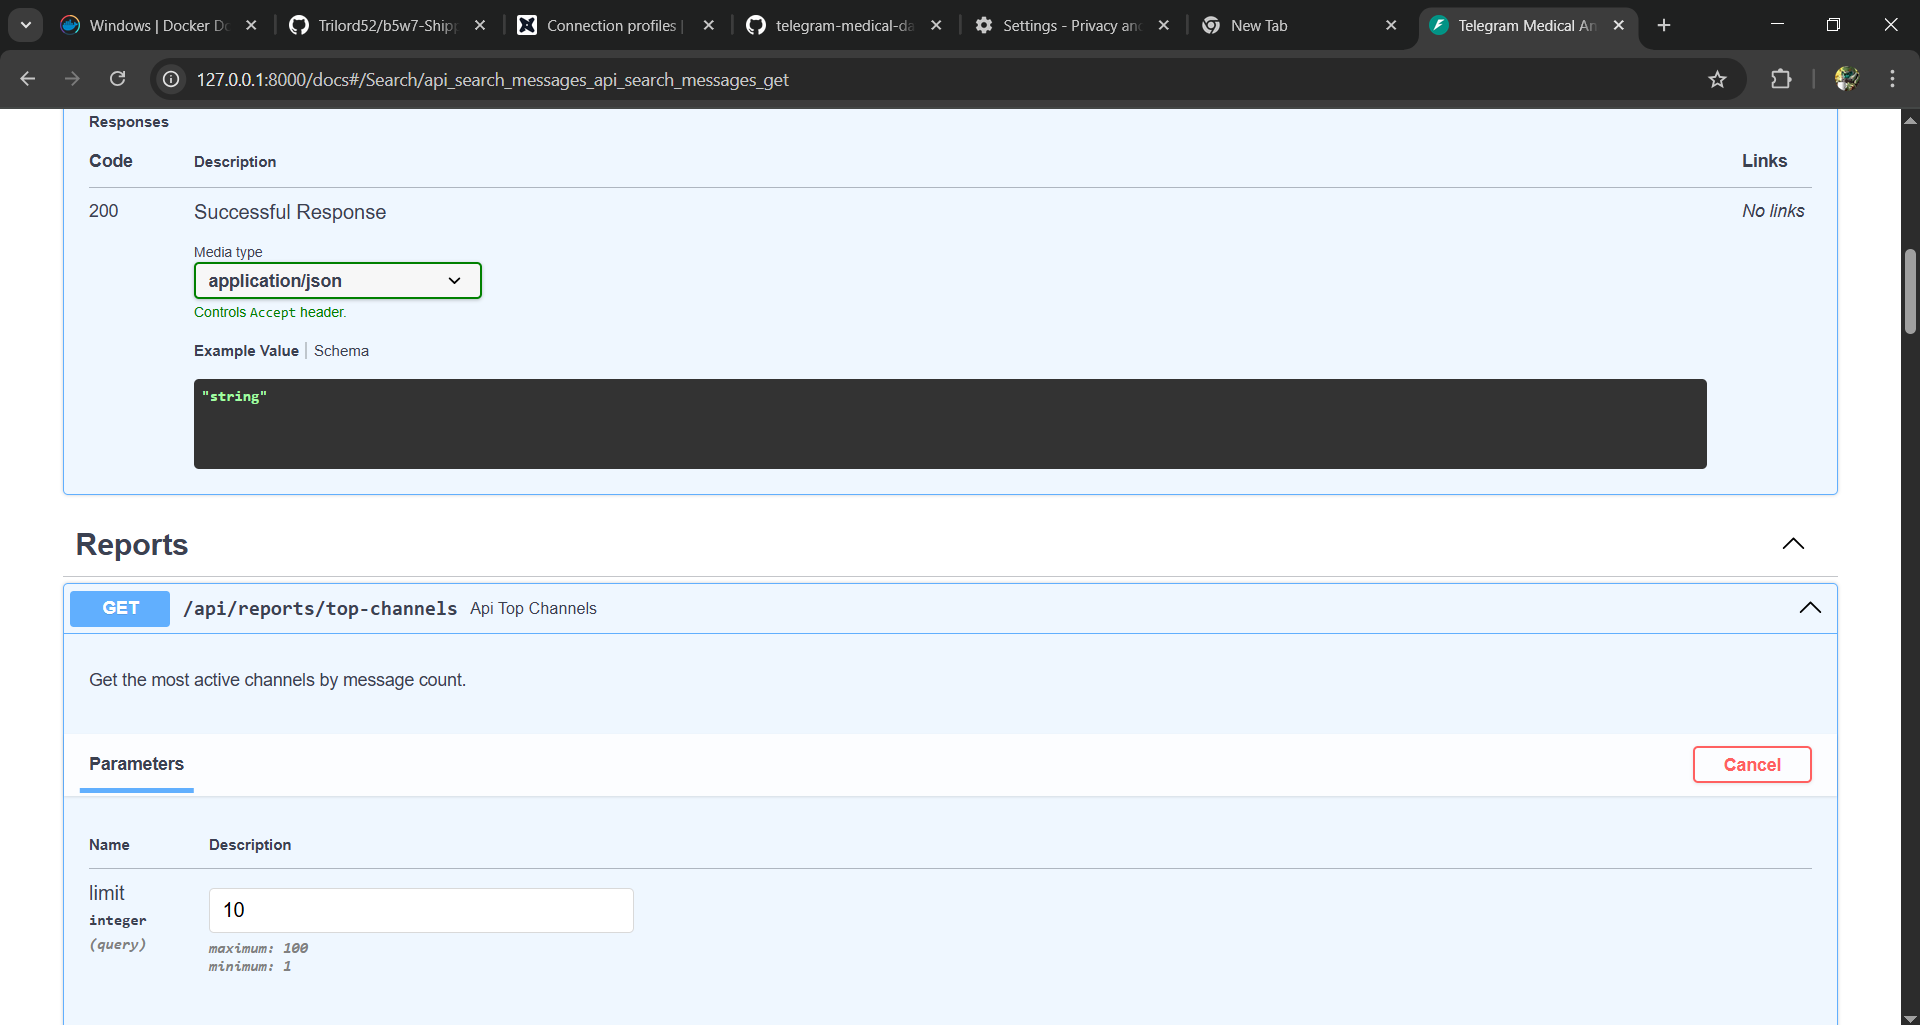 Windows | Docker Do
Trilord52/b5w7-Shipp
Connection profiles |
telegram-medical-da
Settings - Privacy and
New Tab
Telegram Medical An
127.0.0.1:8000/docs#/Search/api_search_messages_api_search_messages_get
Responses
Code Description Links
200 Successful Response No links
Media type
application/json
Controls Accept header.
Example Value Schema
"string"
Reports
GET /api/reports/top-channels Api Top Channels
Get the most active channels by message count.
Parameters Cancel
Name Description
limit
integer
(query)
10
maximum: 100
minimum: 1